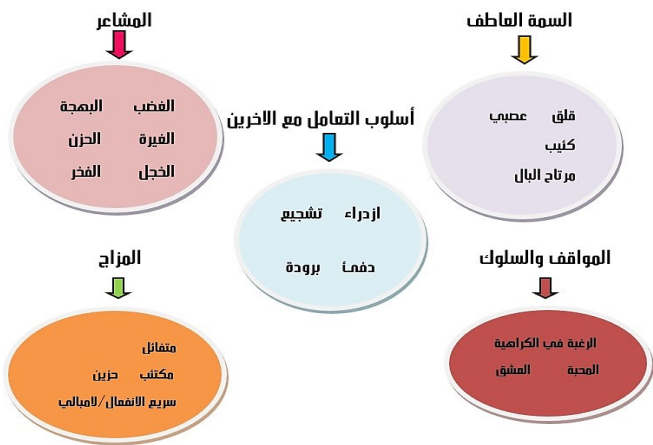 السمة العاطف
قلق عصبي
كئيب
مرتاح البال
المشاعر
الغضب البهجة
الغيرة الحزن
الخجل الفخر
أسلوب التعامل مع الاخرين
ازدراء تشجيع
دفئ برودة
المواقف والسلوك
الرغبة في الكراهية
المحبة العشق
المزاج
متفائل
مكتئب حزين
سريع الانفعال/لامبالي